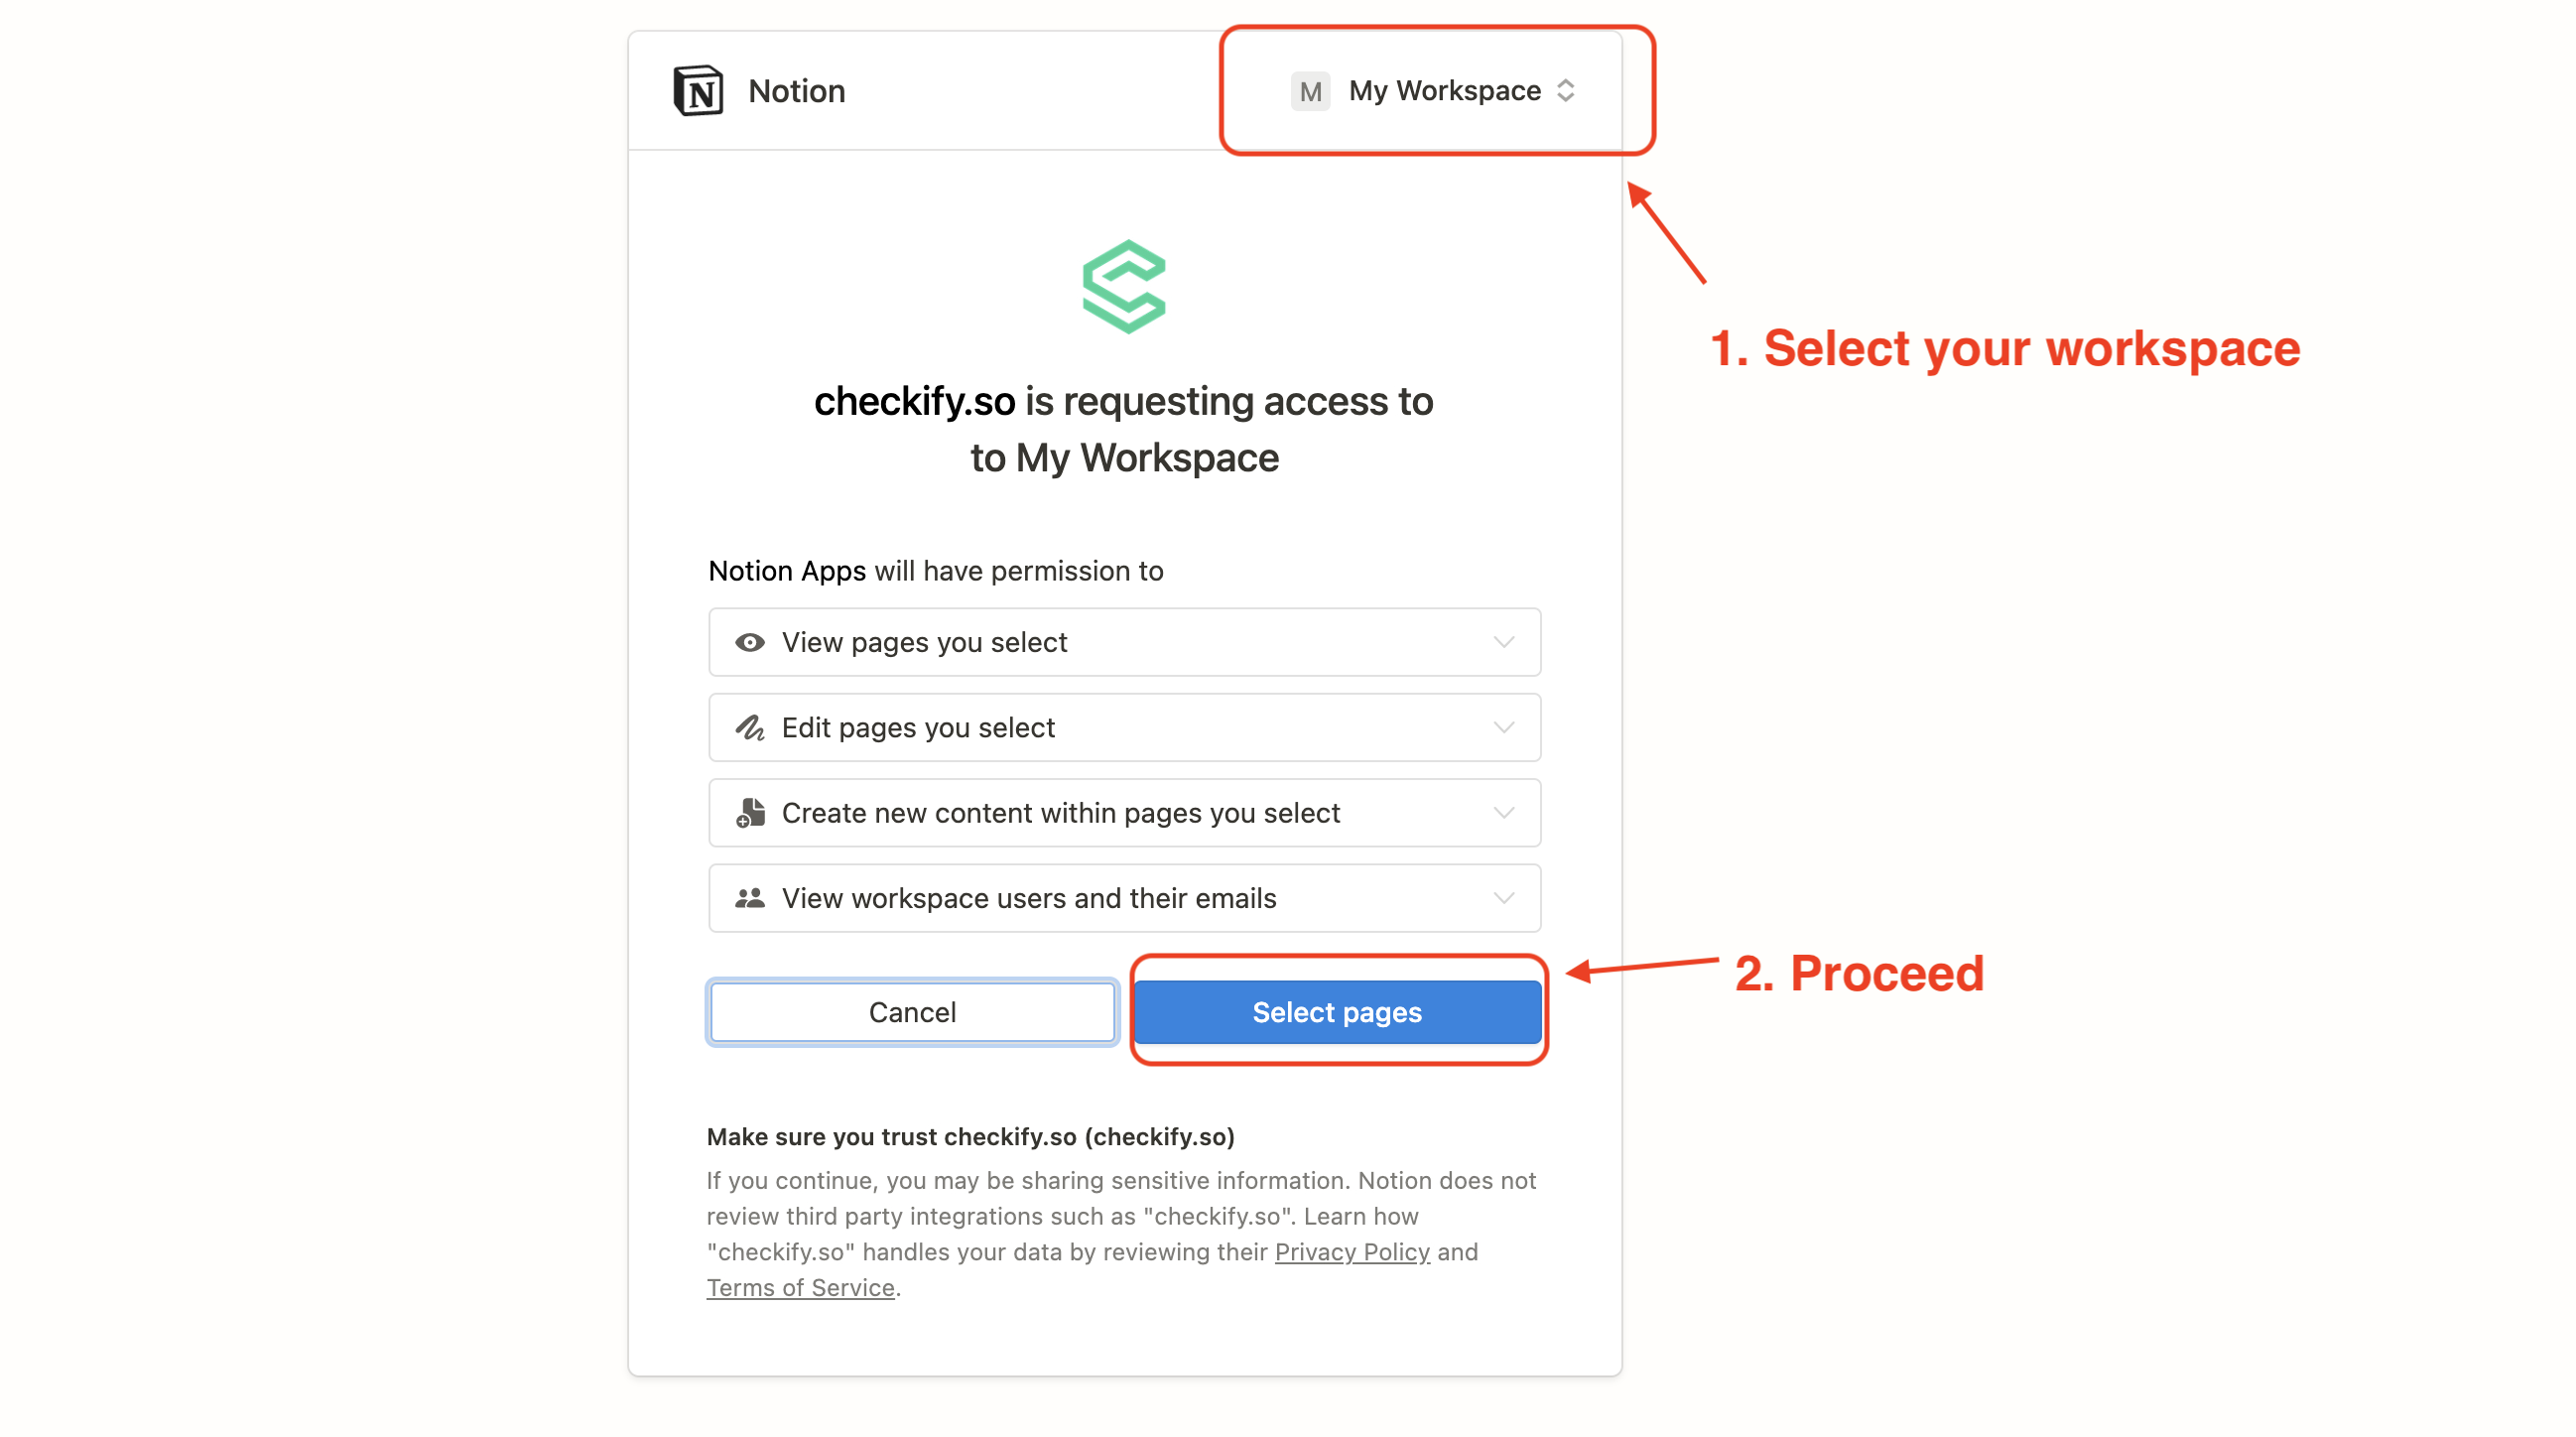 Notion
M My Workspace
checkify.so is requesting access to
to My Workspace
1. Select your workspace
Notion Apps will have permission to
View pages you select
Edit pages you select
Create new content within pages you select
View workspace users and their emails
Cancel
Select pages
2. Proceed
Make sure you trust checkify.so (checkify.so)
If you continue, you may be sharing sensitive information. Notion does not
review third party integrations such as "checkify.so". Learn how
"checkify.so" handles your data by reviewing their Privacy Policy and
Terms of Service.